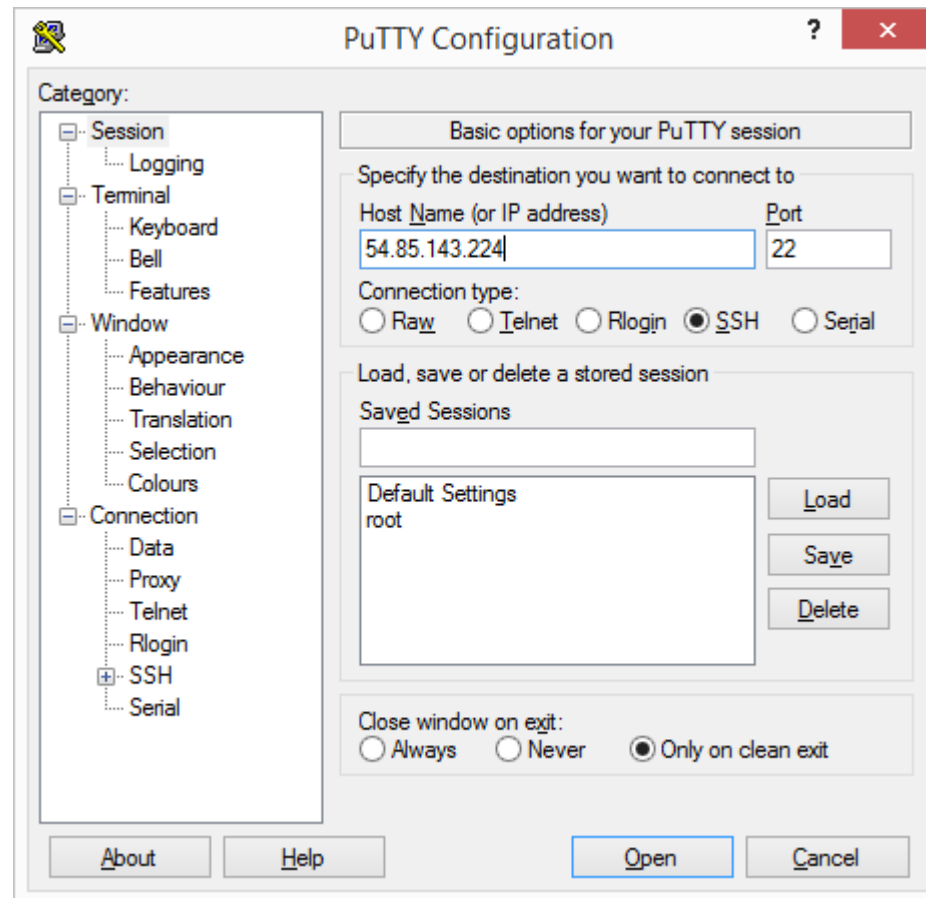 PuTTY Configuration
? ×
Category:
Session
Logging
Terminal
Keyboard
Bell
Features
Window
Appearance
Behaviour
Translation
Selection
Colours
Connection
Data
Proxy
Telnet
Rlogin
SSH
Serial
Basic options for your PuTTY session
Specify the destination you want to connect to
Host Name (or IP address) Port
54.85.143.224 22
Connection type:
Raw Telnet Rlogin SSH Serial
Load, save or delete a stored session
Saved Sessions
Default Settings
root
Load
Save
Delete
Close window on exit:
Always Never Only on clean exit
About Help Open Cancel